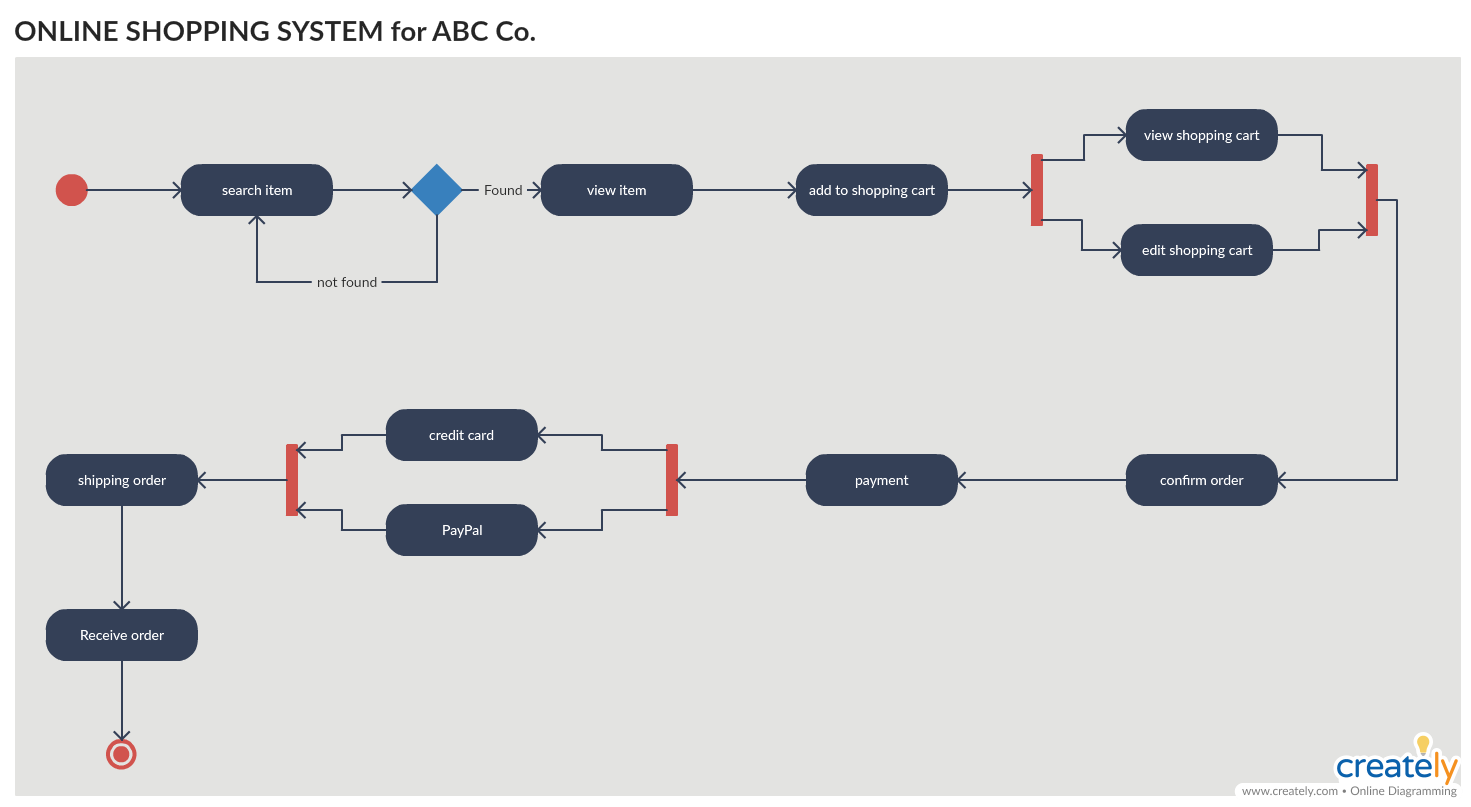 ONLINE SHOPPING SYSTEM for ABC Co.
view shopping cart
search item
Found
view item
add to shopping cart
edit shopping cart
not found
credit card
shipping order
payment
confirm order
PayPal
Receive order
creately
www.creately.com • Online Diagramming